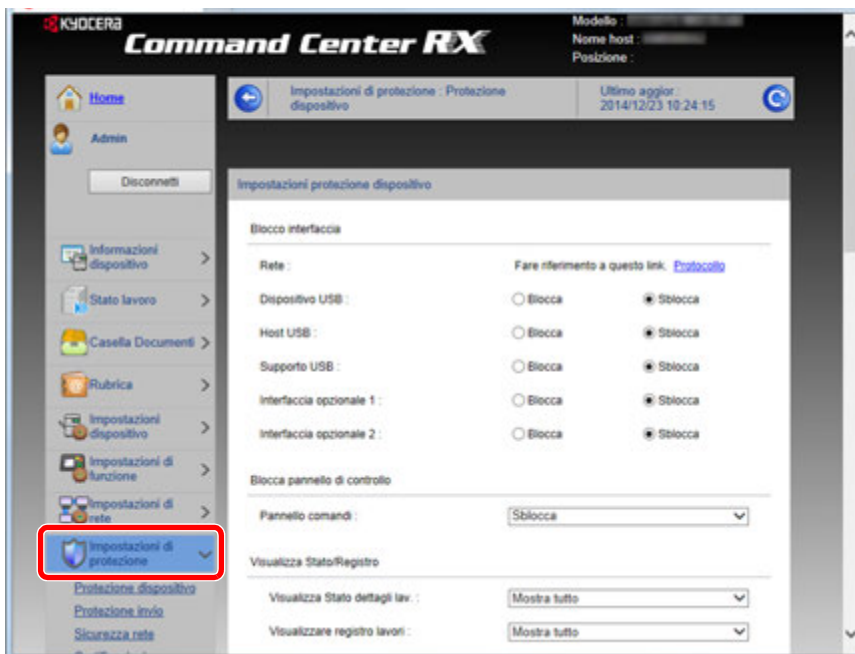 KYOCERA
Command Center RX
Modello :
Nome host :
Posizione :
Home
Admin
Disconnetti
Informazioni
dispositivo
Stato lavoro
Casella Documenti
Rubrica
Impostazioni
dispositivo
Impostazioni di
funzione
Impostazioni di
rete
Impostazioni di
protezione
Protezione dispositivo
Protezione invio
Sicurezza rete
Impostazioni di protezione : Protezione
dispositivo
Ultimo aggior.:
2014/12/23 10:24:15
Impostazioni protezione dispositivo
Blocco interfaccia
Rete : Fare riferimento a questo link. Protocollo
Dispositivo USB : Blocca Sblocca
Host USB : Blocca Sblocca
Supporto USB : Blocca Sblocca
Interfaccia opzionale 1 : Blocca Sblocca
Interfaccia opzionale 2 : Blocca Sblocca
Blocca pannello di controllo
Pannello comandi : Sblocca
Visualizza Stato/Registro
Visualizza Stato dettagli lav. : Mostra tutto
Visualizzare registro lavori : Mostra tutto